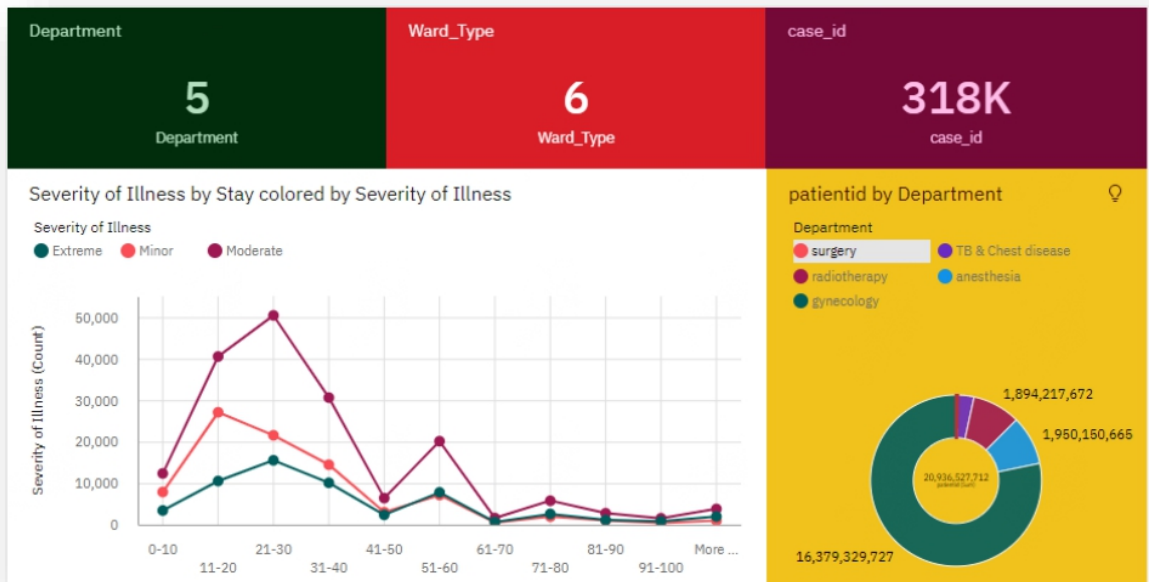 Department
5
Department
Ward_Type
6
Ward_Type
case_id
318K
case_id
Severity of Illness by Stay colored by Severity of Illness
Severity of Illness
Extreme Minor Moderate
Severity of Illness (Count)
50,000
40,000
30,000
20,000
10,000
0
0-10 21-30 41-50 61-70 81-90 More ...
11-20 31-40 51-60 71-80 91-100
patientid by Department
Department
surgery TB & Chest disease
radiotherapy anesthesia
gynecology
1,894,217,672
1,950,150,665
20,936,527,712
patientid (Sum)
16,379,329,727